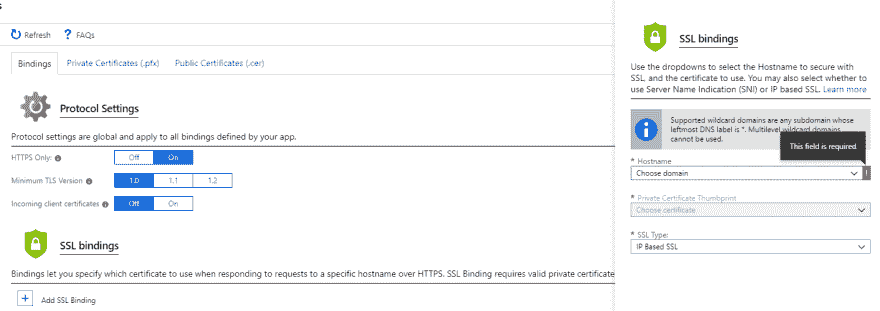 Refresh ? FAQs
Bindings Private Certificates (.pfx) Public Certificates (.cer)
Protocol Settings
Protocol settings are global and apply to all bindings defined by your app.
HTTPS Only: Off On
Minimum TLS Version 1.0 1.1 1.2
Incoming client certificates Off On
SSL bindings
Bindings let you specify which certificate to use when responding to requests to a specific hostname over HTTPS. SSL Binding requires valid private certificate
+ Add SSL Binding
SSL bindings
Use the dropdowns to select the Hostname to secure with
SSL, and the certificate to use. You may also select whether to
use Server Name Indication (SNI) or IP based SSL. Learn more
Supported wildcard domains are any subdomain whose
leftmost DNS label is *. Multilevel wildcard domains
cannot be used.
This field is required.
* Hostname
Choose domain
* Private Certificate Thumbprint
Choose certificate
* SSL Type:
IP Based SSL